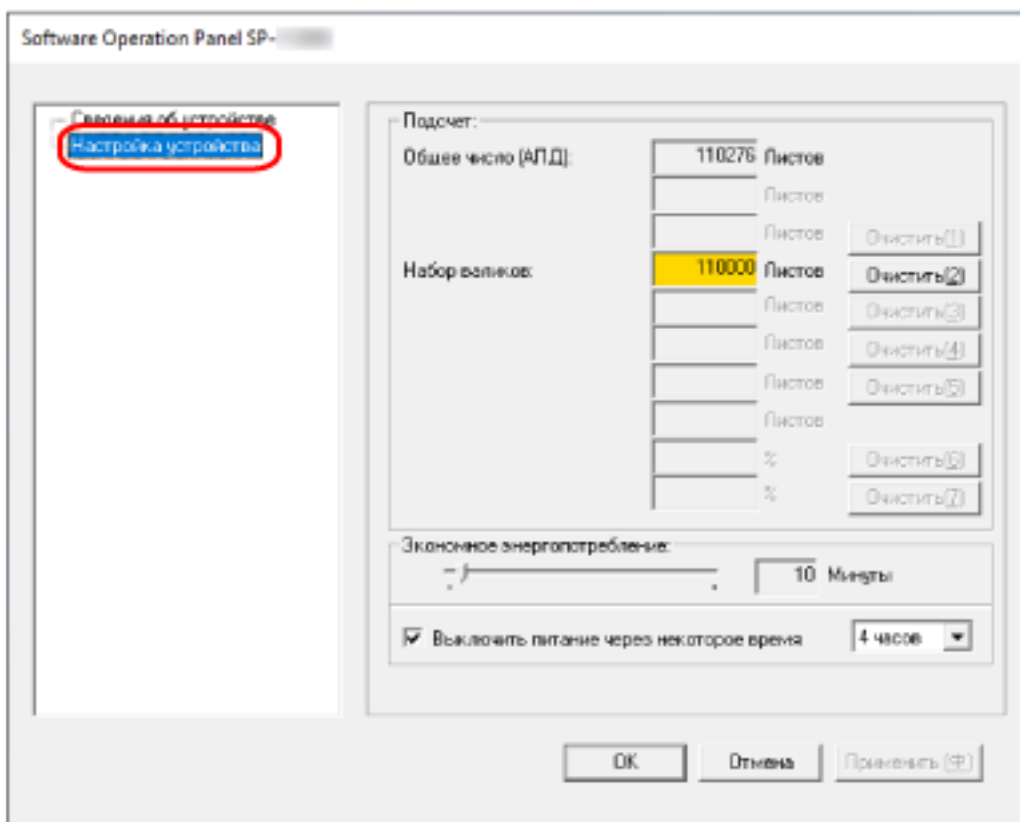 Software Operation Panel SP-
Сведения об устройстве
Настройка устройства
Подсчет:
Общее число (АПД): 110276 Листов
Листов
Листов Очистить(1)
Набор валиков: 110000 Листов Очистить(2)
Листов Очистить(3)
Листов Очистить(4)
Листов Очистить(5)
Листов
% Очистить(6)
% Очистить(7)
Экономное энергопотребление:
10 Минуты
Выключить питание через некоторое время 4 часов
OK Отмена Применить (Ф)